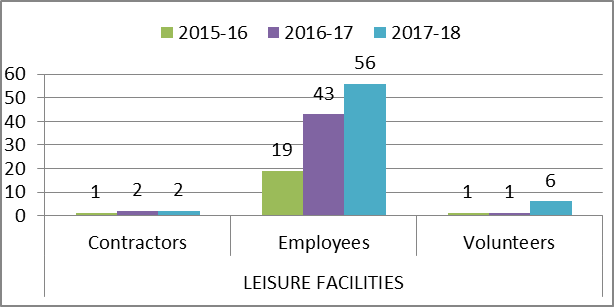 2015-16 2016-17 2017-18
60
50
40
30
20
10
0
1 2 2 19 43 56 1 1 6
Contractors Employees Volunteers
LEISURE FACILITIES